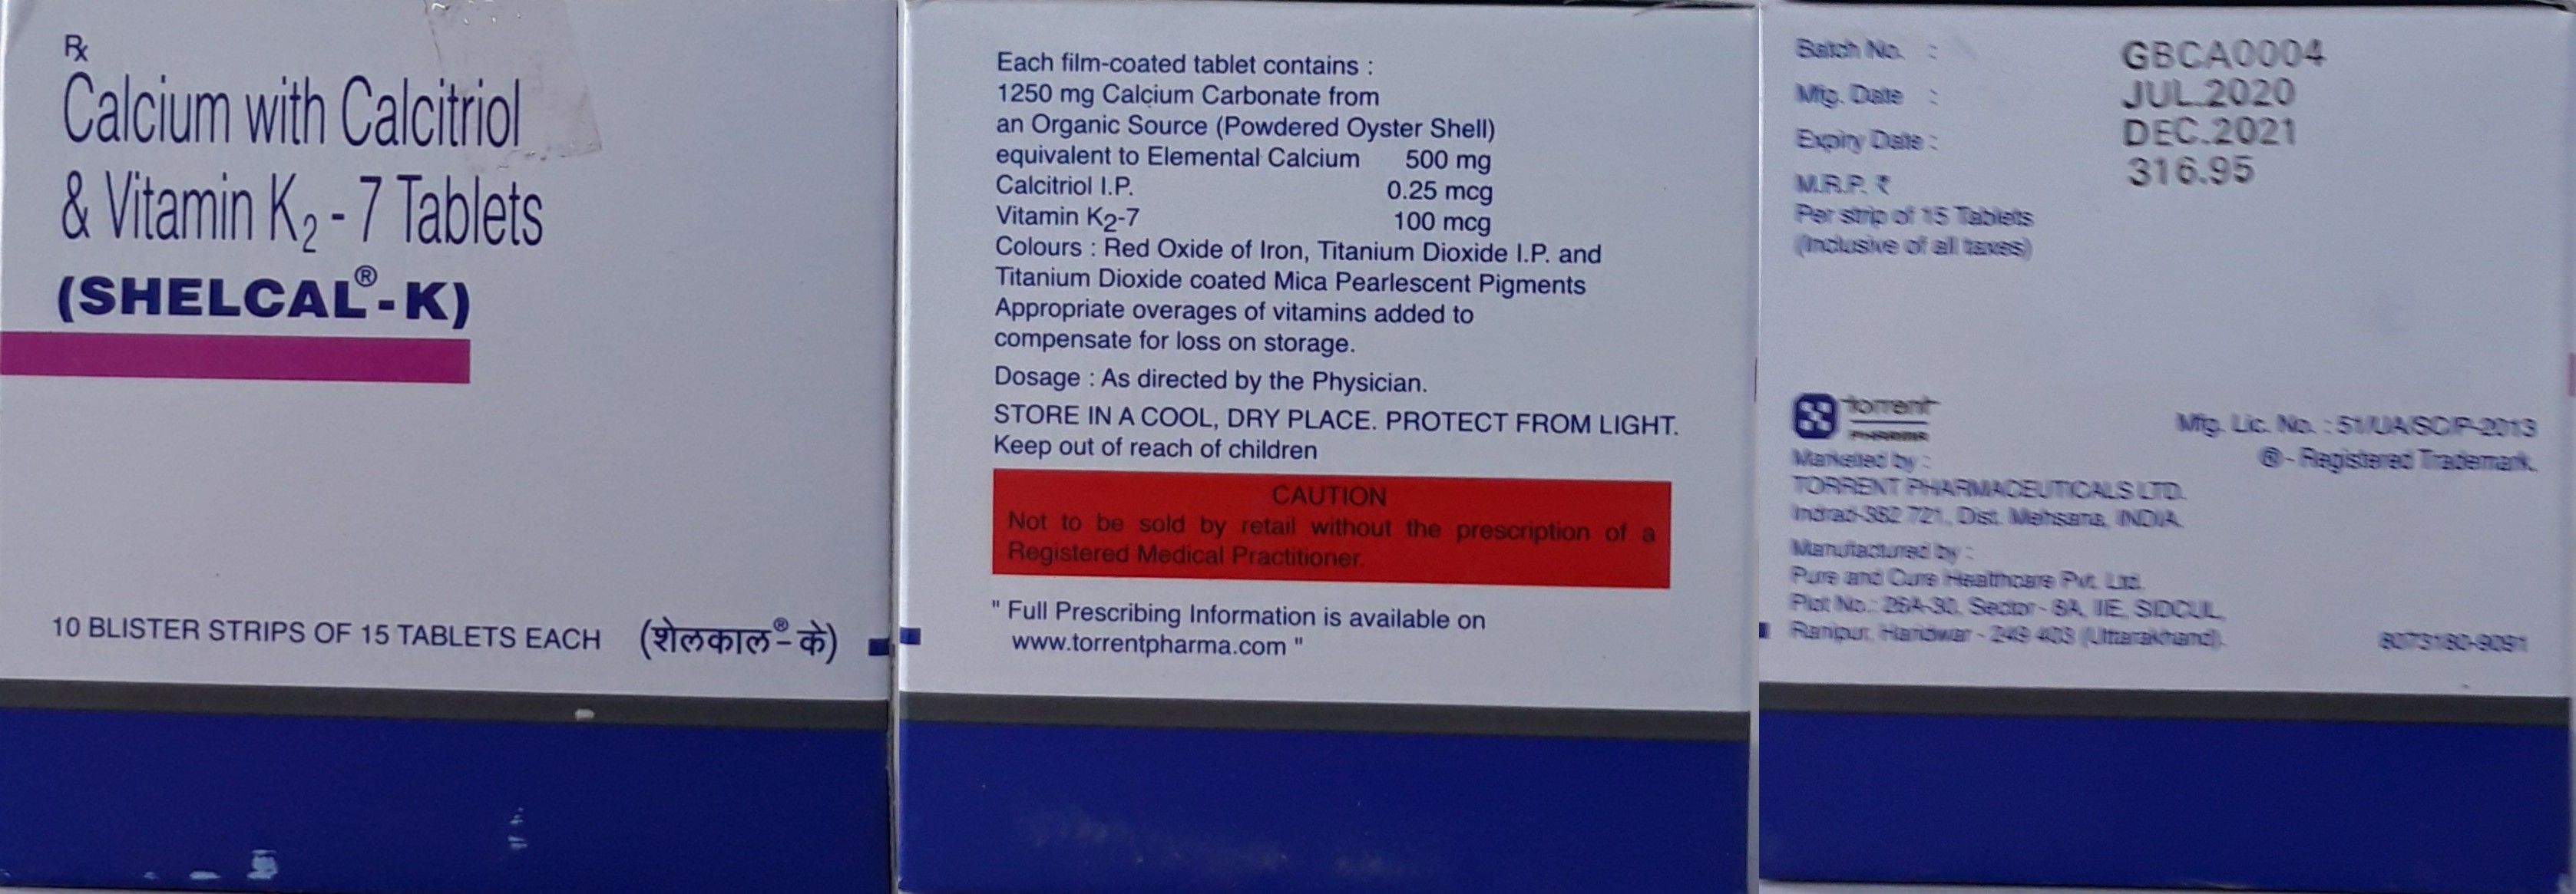 Rx
Calcium with Calcitriol
& Vitamin K2 - 7 Tablets
(SHELCAL®-K)
10 BLISTER STRIPS OF 15 TABLETS EACH (शेलकाल®-के)
Each film-coated tablet contains :
1250 mg Calcium Carbonate from
an Organic Source (Powdered Oyster Shell)
equivalent to Elemental Calcium 500 mg
Calcitriol I.P. 0.25 mcg
Vitamin K2-7 100 mcg
Colours : Red Oxide of Iron, Titanium Dioxide I.P. and
Titanium Dioxide coated Mica Pearlescent Pigments
Appropriate overages of vitamins added to
compensate for loss on storage.
Dosage : As directed by the Physician.
STORE IN A COOL, DRY PLACE. PROTECT FROM LIGHT.
Keep out of reach of children
CAUTION
Not to be sold by retail without the prescription of a
Registered Medical Practitioner.
" Full Prescribing Information is available on
www.torrentpharma.com "
Batch No. : GBCA0004
Mfg. Date : JUL.2020
Expiry Date : DEC.2021
M.R.P. ₹ 316.95
Per strip of 15 Tablets
(Inclusive of all taxes)
torrent
PHARMA
Mfg. Lic. No. : 51/UA/SC/P-2013
® - Registered Trademark.
Marketed by :
TORRENT PHARMACEUTICALS LTD.
Indrad-382 721, Dist. Mehsana, INDIA.
Manufactured by :
Pure and Cure Healthcare Pvt. Ltd.
Plot No.: 26A-30, Sector - 8A, IIE, SIDCUL,
Ranipur, Haridwar - 249 403 (Uttarakhand).
8073180-9091